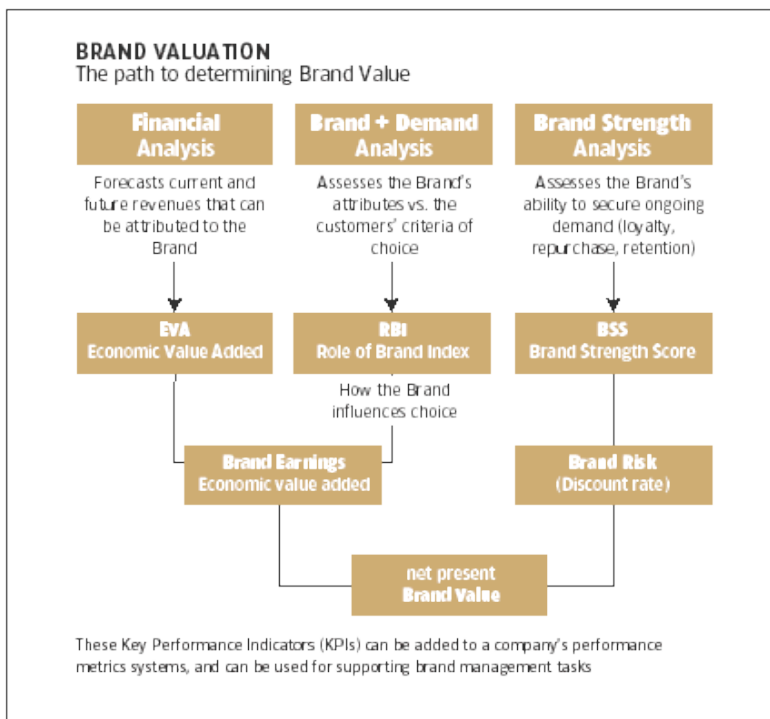 BRAND VALUATION
The path to determining Brand Value
Financial
Analysis
Brand + Demand
Analysis
Brand Strength
Analysis
Forecasts current and
future revenues that can
be attributed to the
Brand
Assesses the Brand's
attributes vs. the
customers' criteria of
choice
Assesses the Brand's
ability to secure ongoing
demand (loyalty,
repurchase, retention)
EVA
Economic Value Added
RBI
Role of Brand Index
BSS
Brand Strength Score
How the Brand
influences choice
Brand Earnings
Economic value added
Brand Risk
(Discount rate)
net present
Brand Value
These Key Performance Indicators (KPIs) can be added to a company's performance
metrics systems, and can be used for supporting brand management tasks